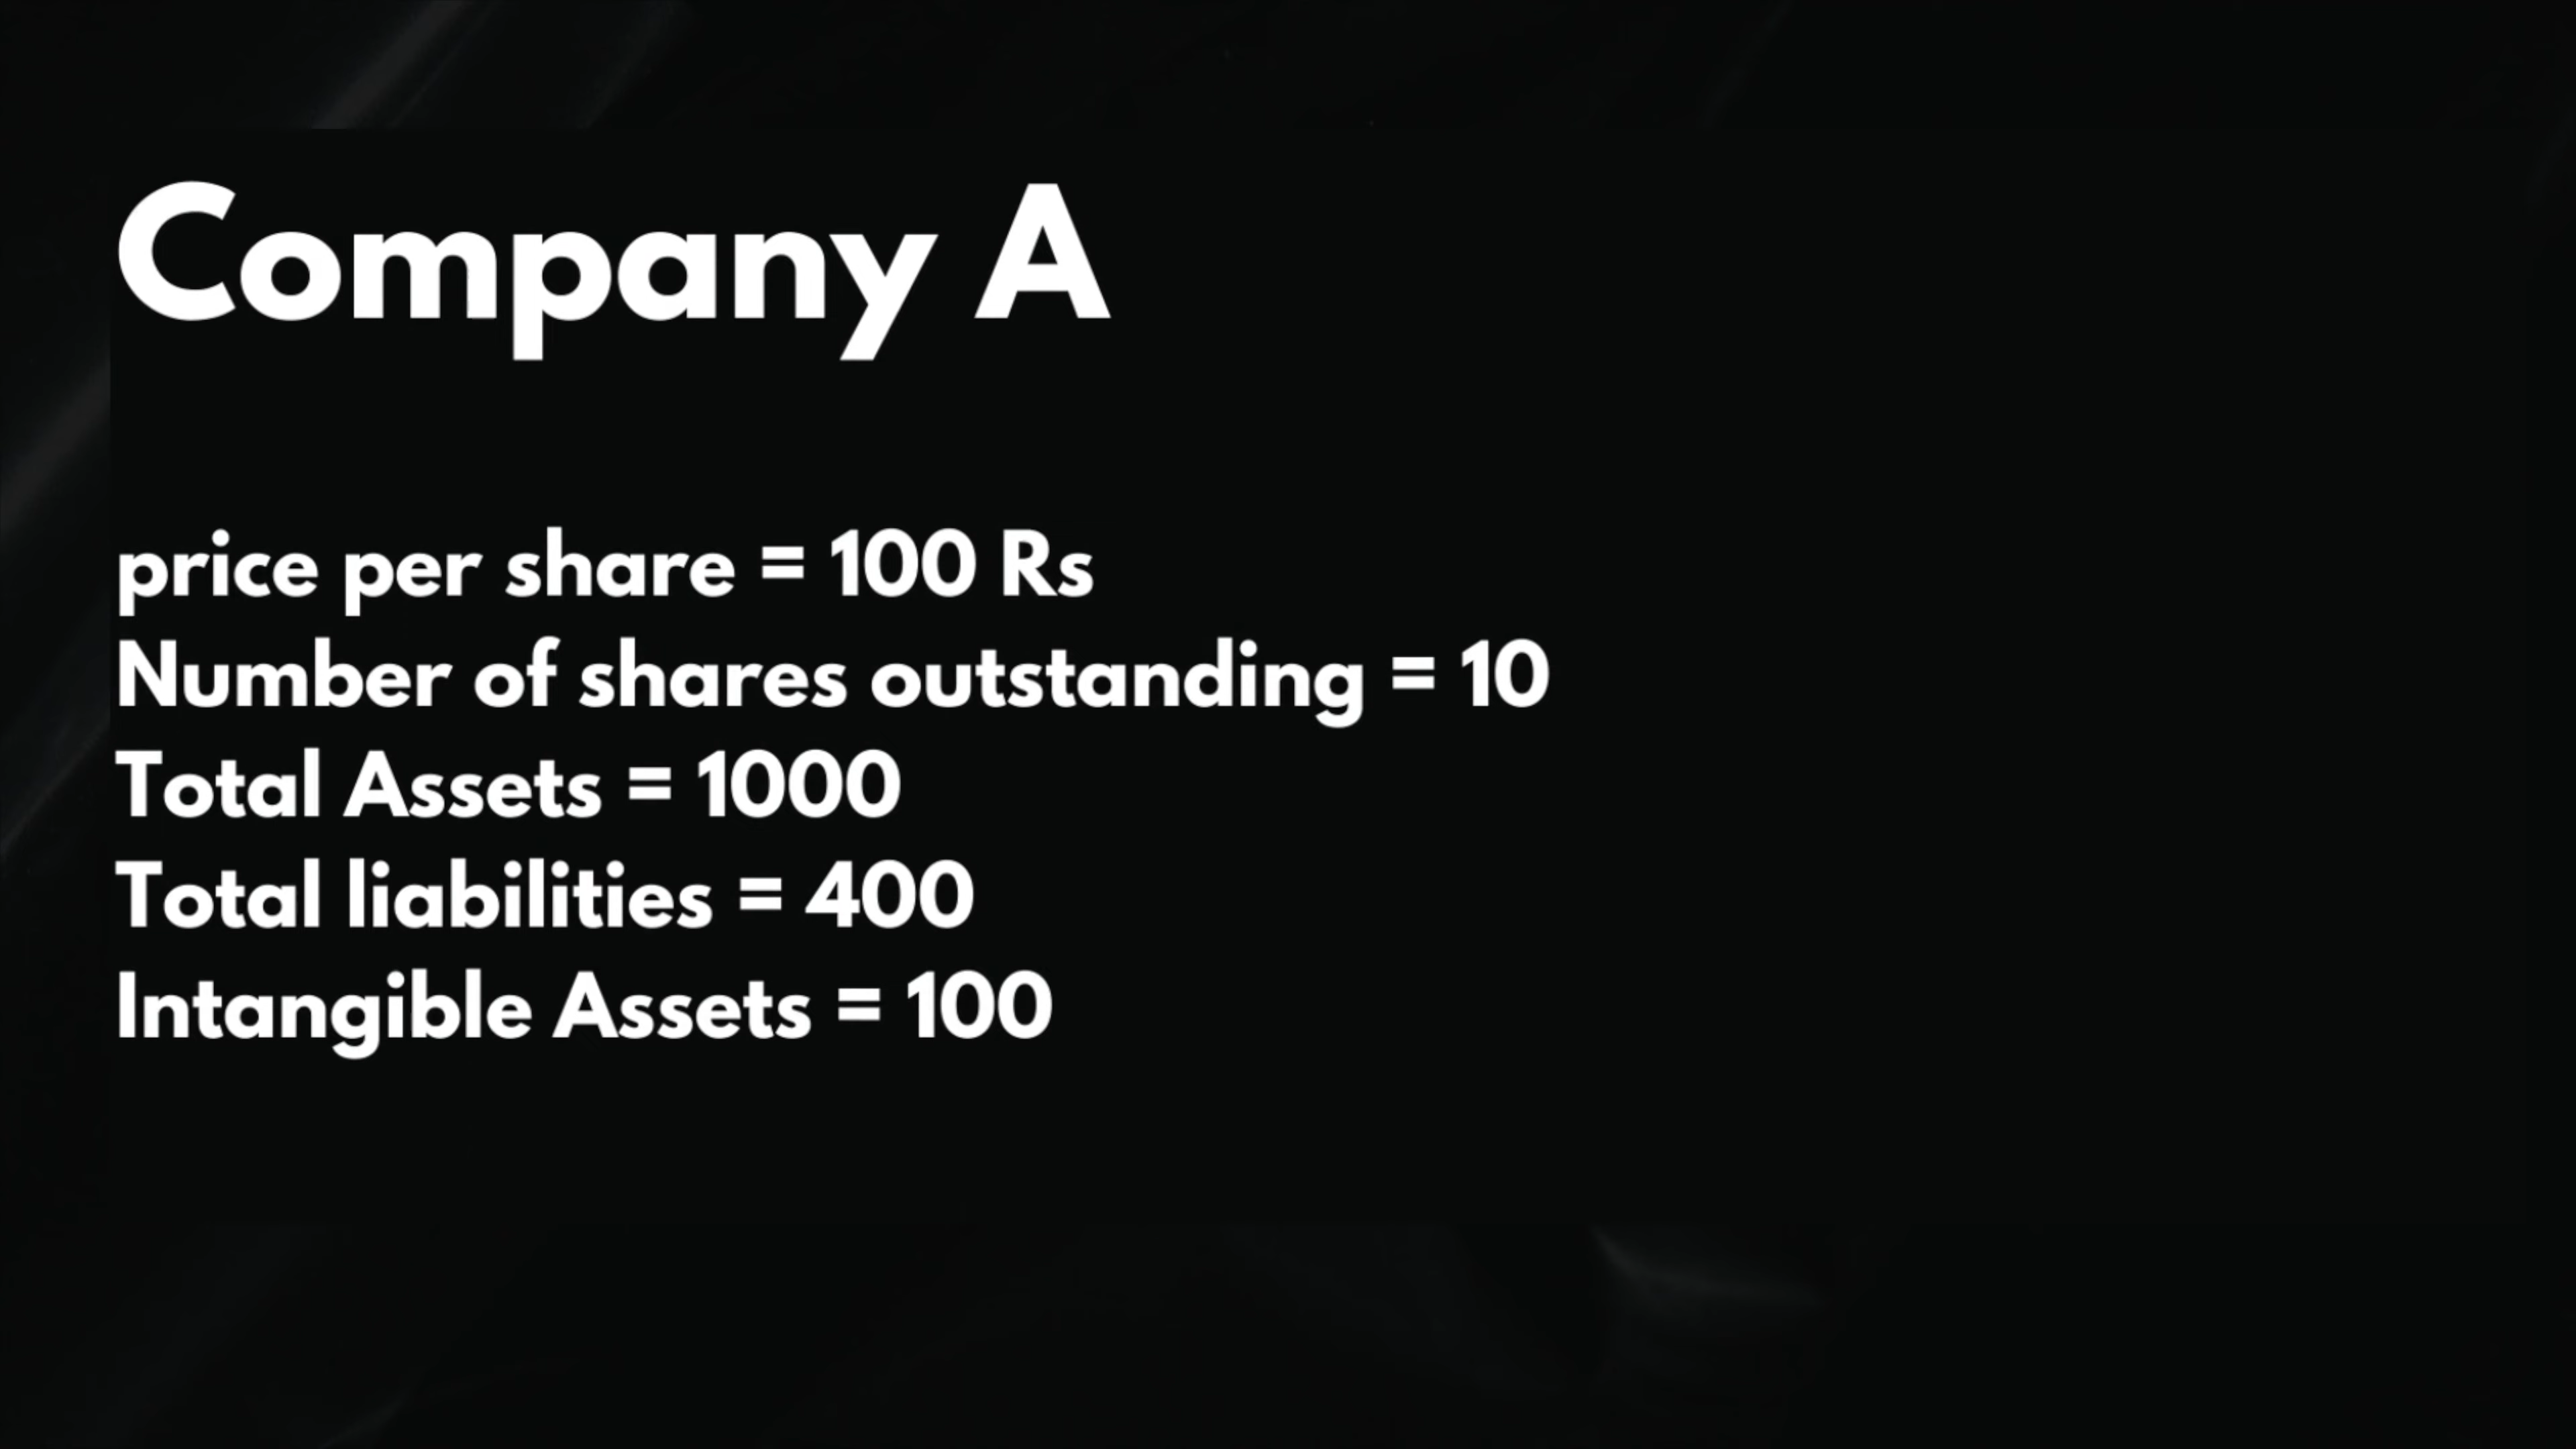 Company A
price per share = 100 Rs
Number of shares outstanding = 10
Total Assets = 1000
Total liabilities = 400
Intangible Assets = 100